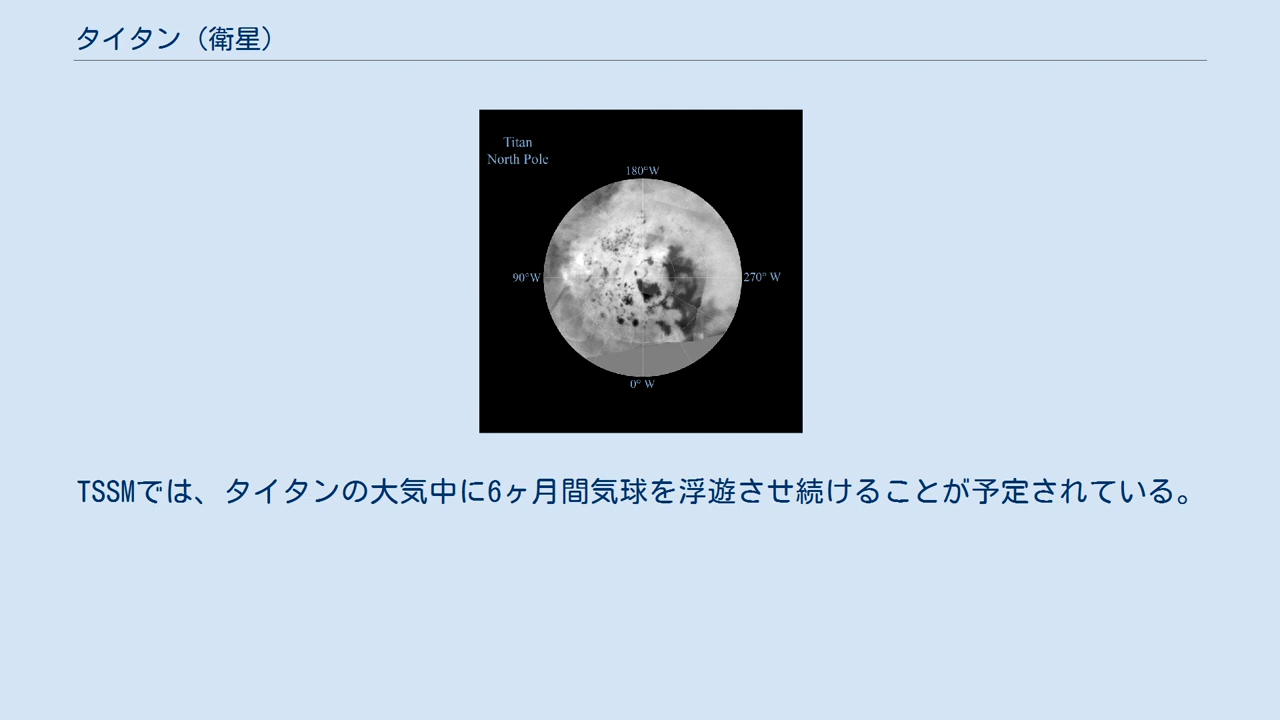 タイタン（衛星）
Titan
North Pole
180°W
90°W
270° W
0° W
TSSMでは、タイタンの大気中に6ヶ月間気球を浮遊させ続けることが予定されている。